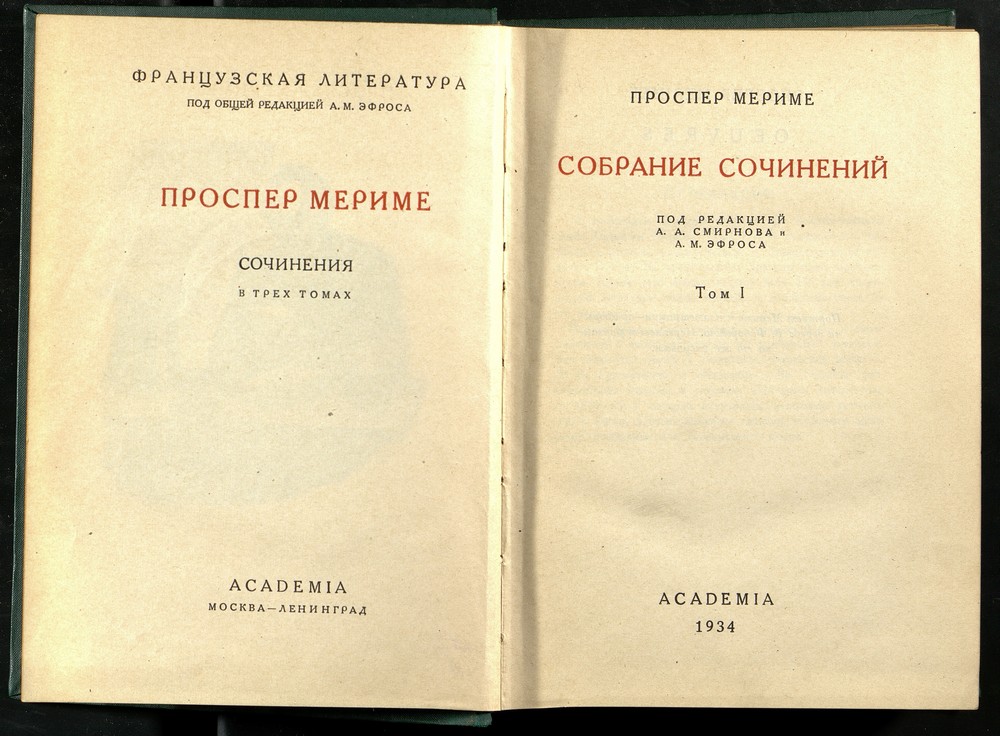 ФРАНЦУЗСКАЯ ЛИТЕРАТУРА
ПОД ОБЩЕЙ РЕДАКЦИЕЙ А. М. ЭФРОСА
ПРОСПЕР МЕРИМЕ
СОЧИНЕНИЯ
В ТРЕХ ТОМАХ
ACADEMIA
МОСКВА—ЛЕНИНГРАД
ПРОСПЕР МЕРИМЕ
СОБРАНИЕ СОЧИНЕНИЙ
ПОД РЕДАКЦИЕЙ
А. А. СМИРНОВА и
А. М. ЭФРОСА
Том I
ACADEMIA
1934